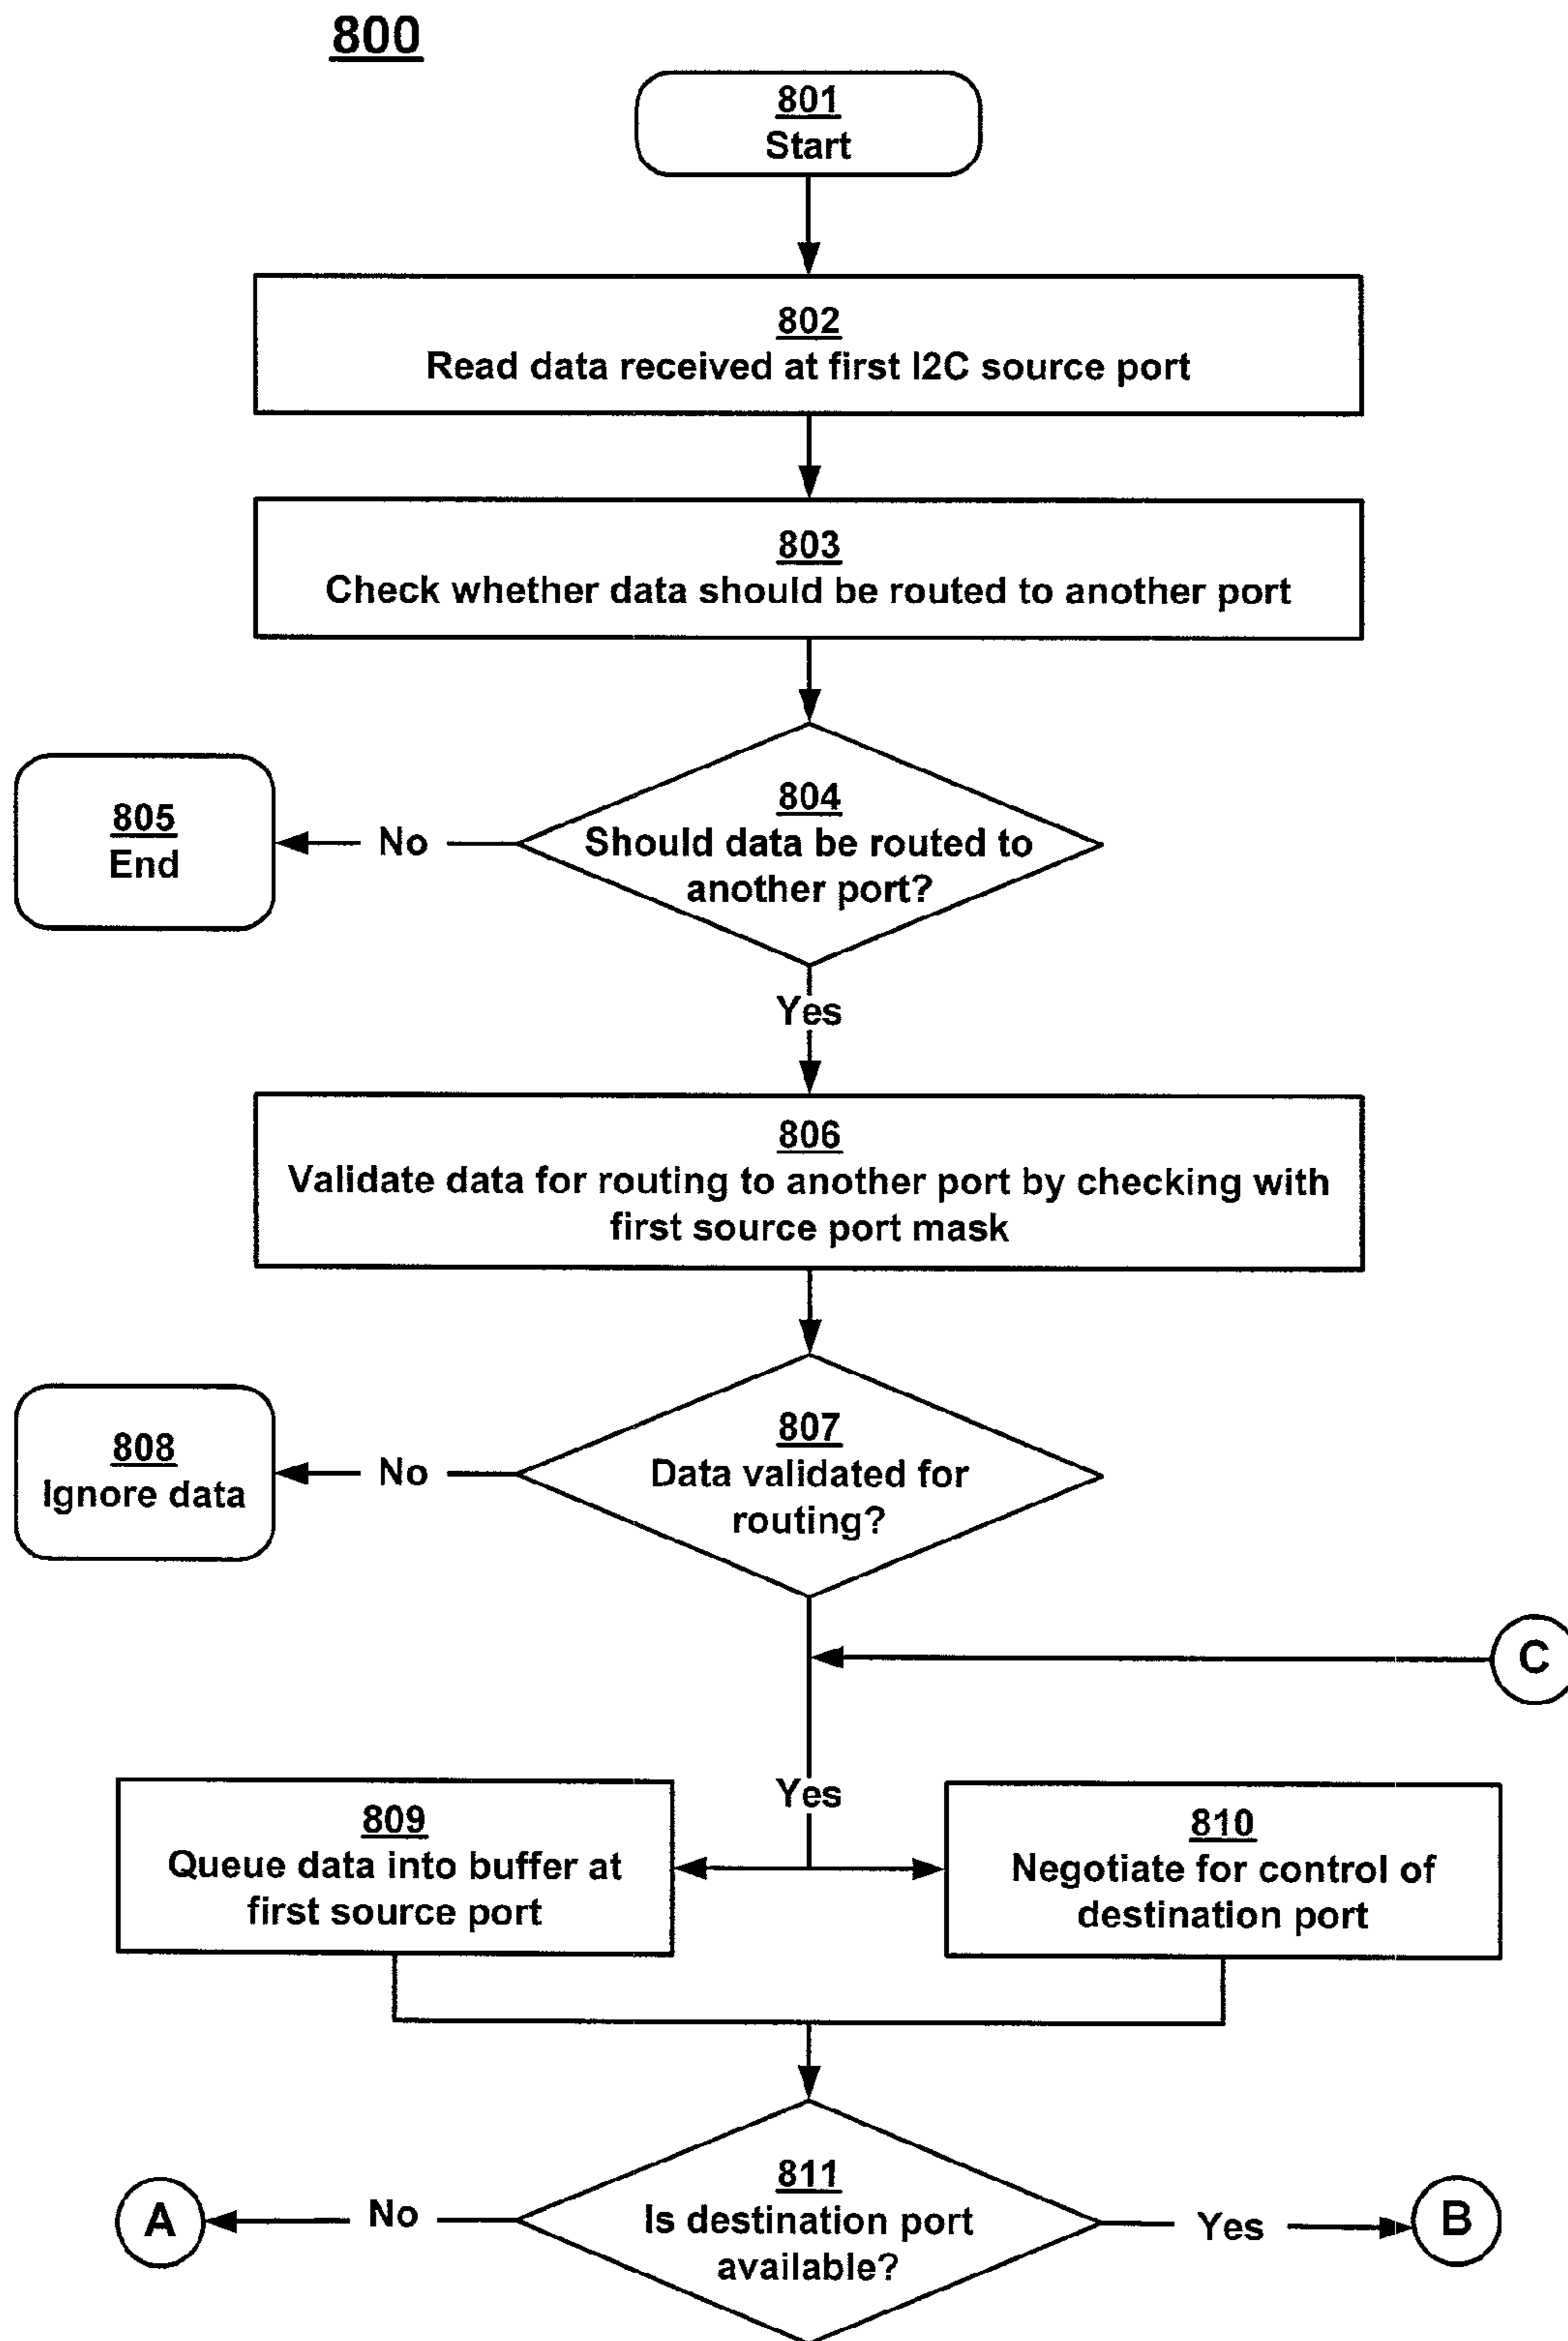 800
801
Start
802
Read data received at first I2C source port
803
Check whether data should be routed to another port
804
Should data be routed to
another port?
No
805
End
Yes
806
Validate data for routing to another port by checking with
first source port mask
807
Data validated for
routing?
No
808
Ignore data
C
Yes
809
Queue data into buffer at
first source port
810
Negotiate for control of
destination port
811
Is destination port
available?
No
A
Yes
B